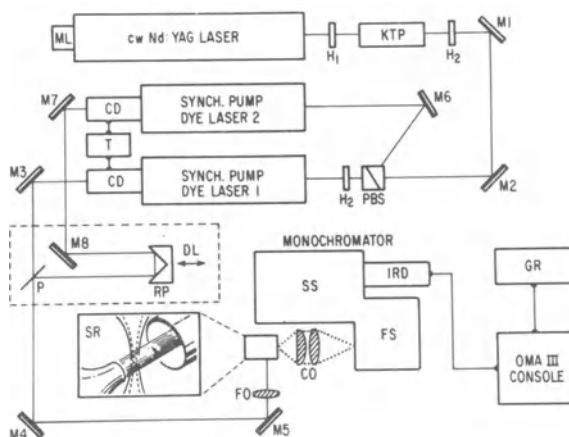 ML
cw Nd: YAG LASER
H₁
KTP
H₂
M1
M7
CD
SYNCH. PUMP
DYE LASER 2
M6
T
M3
CD
SYNCH. PUMP
DYE LASER 1
H₂
PBS
M2
M8
DL
P
RP
MONOCHROMATOR
SS
IRD
GR
FS
SR
CO
OMA III
CONSOLE
FO
M4
M5